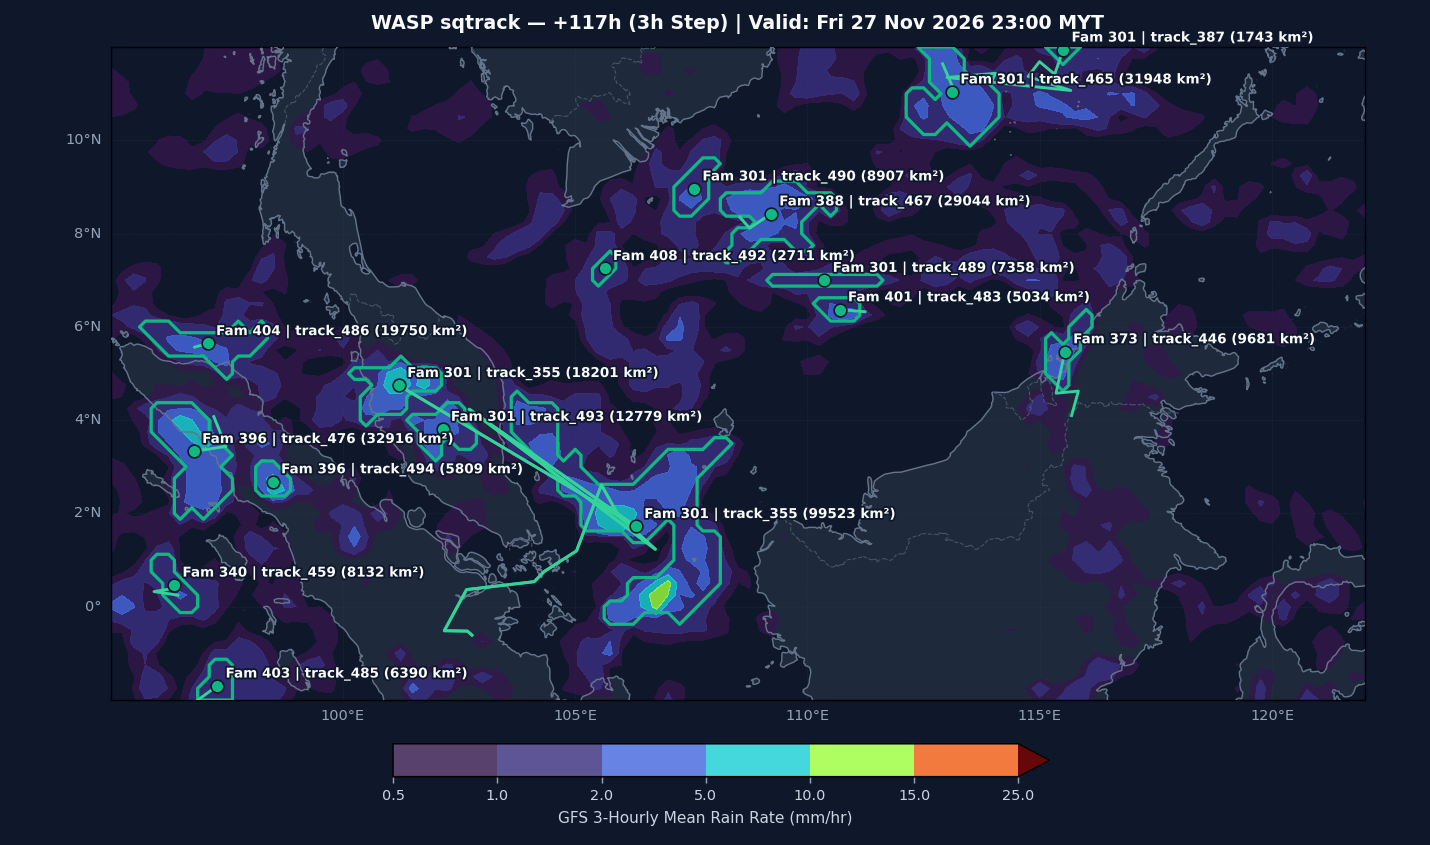 WASP sqtrack — +117h (3h Step) | Valid: Fri 27 Nov 2026 23:00 MYT
Fam 301 | track_387 (1743 km²)
Fam 301 | track_465 (31948 km²)
10°N
Fam 301 | track_490 (8907 km²)
Fam 388 | track_467 (29044 km²)
8°N
Fam 408 | track_492 (2711 km²)
Fam 301 | track_489 (7358 km²)
Fam 401 | track_483 (5034 km²)
6°N
Fam 404 | track_486 (19750 km²)
Fam 373 | track_446 (9681 km²)
Fam 301 | track_355 (18201 km²)
4°N
Fam 301 | track_493 (12779 km²)
Fam 396 | track_476 (32916 km²)
Fam 396 | track_494 (5809 km²)
2°N
Fam 301 | track_355 (99523 km²)
Fam 340 | track_459 (8132 km²)
0°
Fam 403 | track_485 (6390 km²)
100°E 105°E 110°E 115°E 120°E
0.5 1.0 2.0 5.0 10.0 15.0 25.0
GFS 3-Hourly Mean Rain Rate (mm/hr)